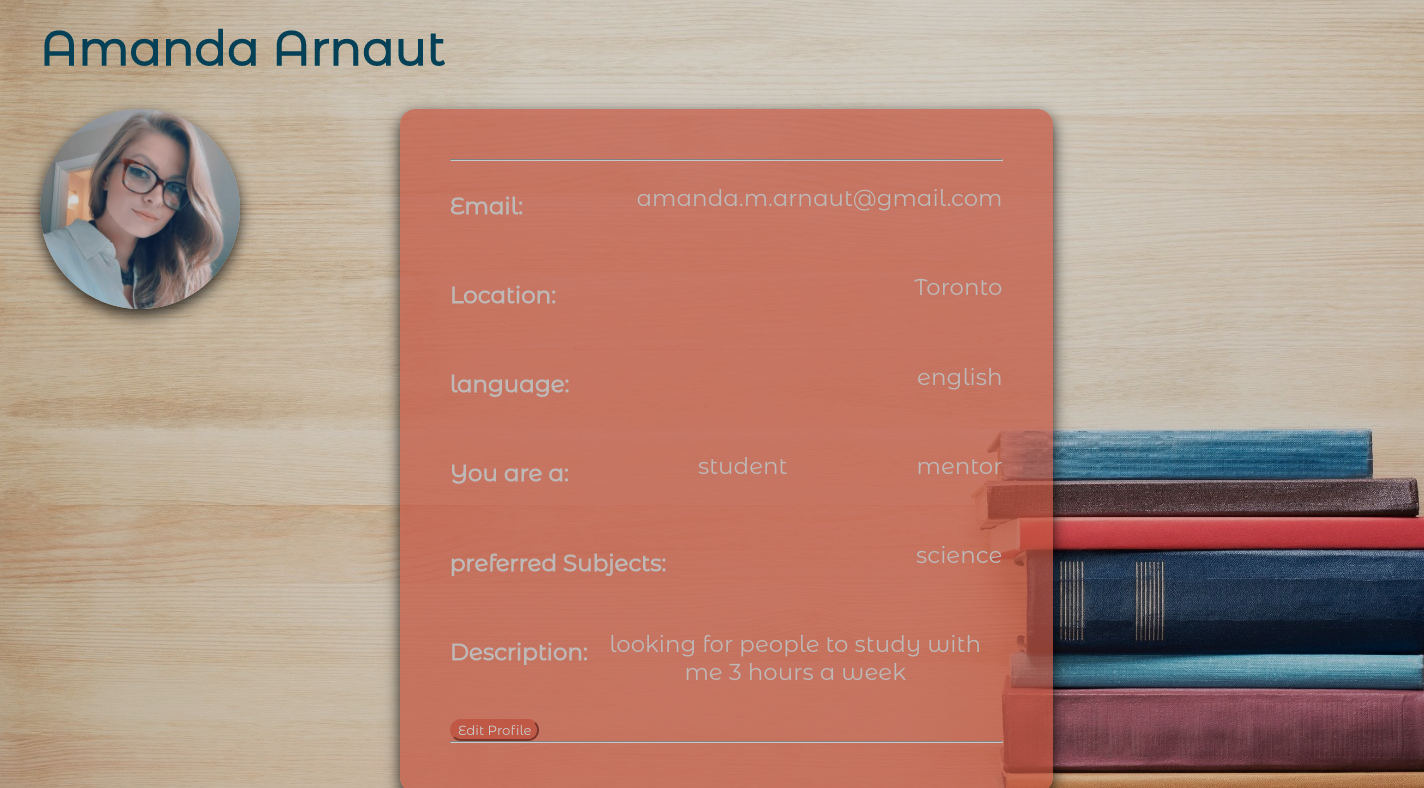 Amanda Arnaut
Email: amanda.m.arnaut@gmail.com
Location: Toronto
language: english
You are a: student mentor
preferred Subjects: science
Description: looking for people to study with
me 3 hours a week
Edit Profile